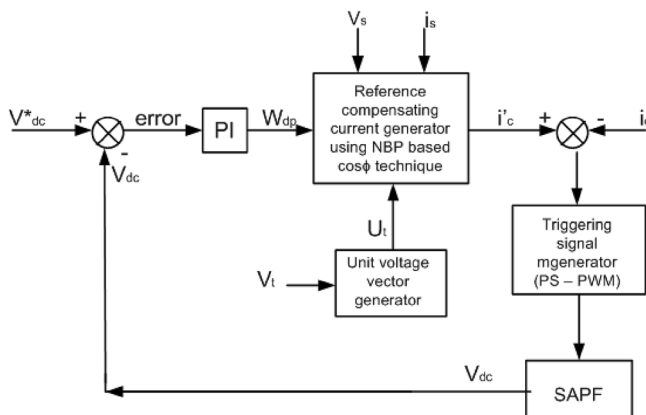 Vs
is
V*dc
+
error
-
Vdc
PI
Wdp
Reference
compensating
current generator
using NBP based
cosϕ technique
i'c
+
-
Ut
Vt
Unit voltage
vector
generator
Triggering
signal
mgenerator
(PS – PWM)
Vdc
SAPF